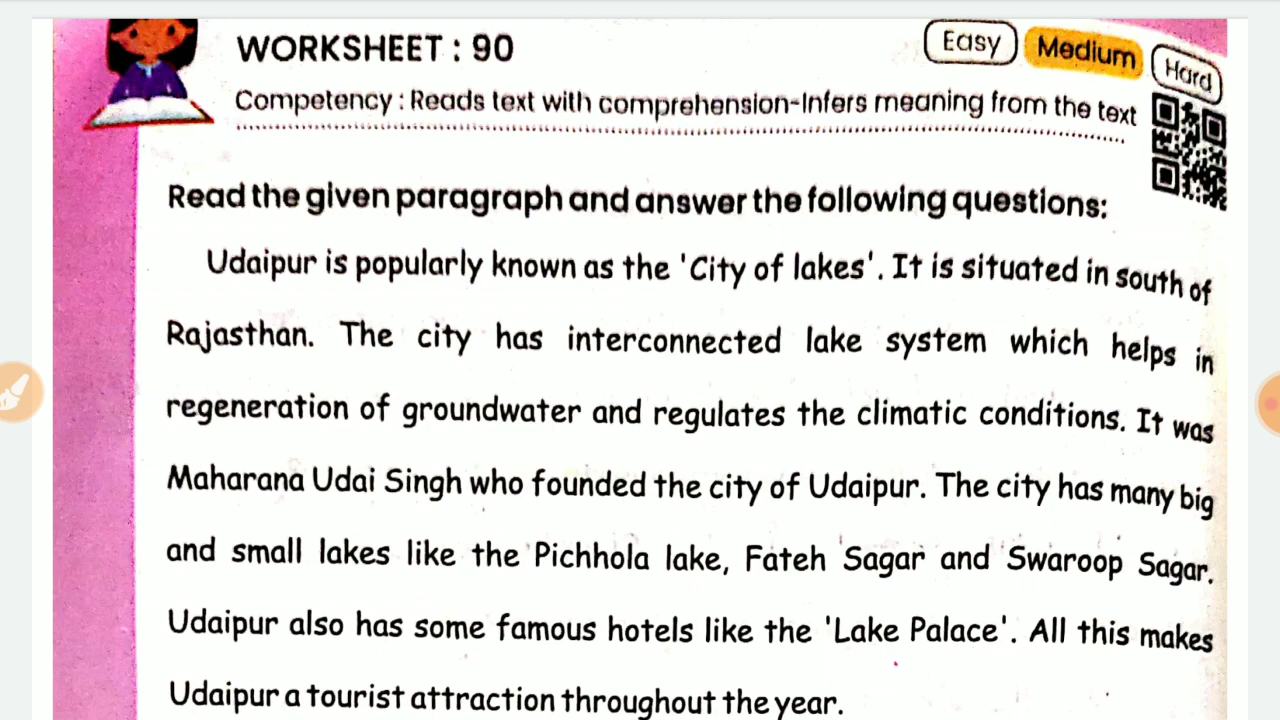 WORKSHEET : 90
Easy Medium Hard
Competency : Reads text with comprehension-Infers meaning from the text
Read the given paragraph and answer the following questions:
Udaipur is popularly known as the 'City of lakes'. It is situated in south of
Rajasthan. The city has interconnected lake system which helps in
regeneration of groundwater and regulates the climatic conditions. It was
Maharana Udai Singh who founded the city of Udaipur. The city has many big
and small lakes like the Pichhola lake, Fateh Sagar and Swaroop Sagar.
Udaipur also has some famous hotels like the 'Lake Palace'. All this makes
Udaipur a tourist attraction throughout the year.